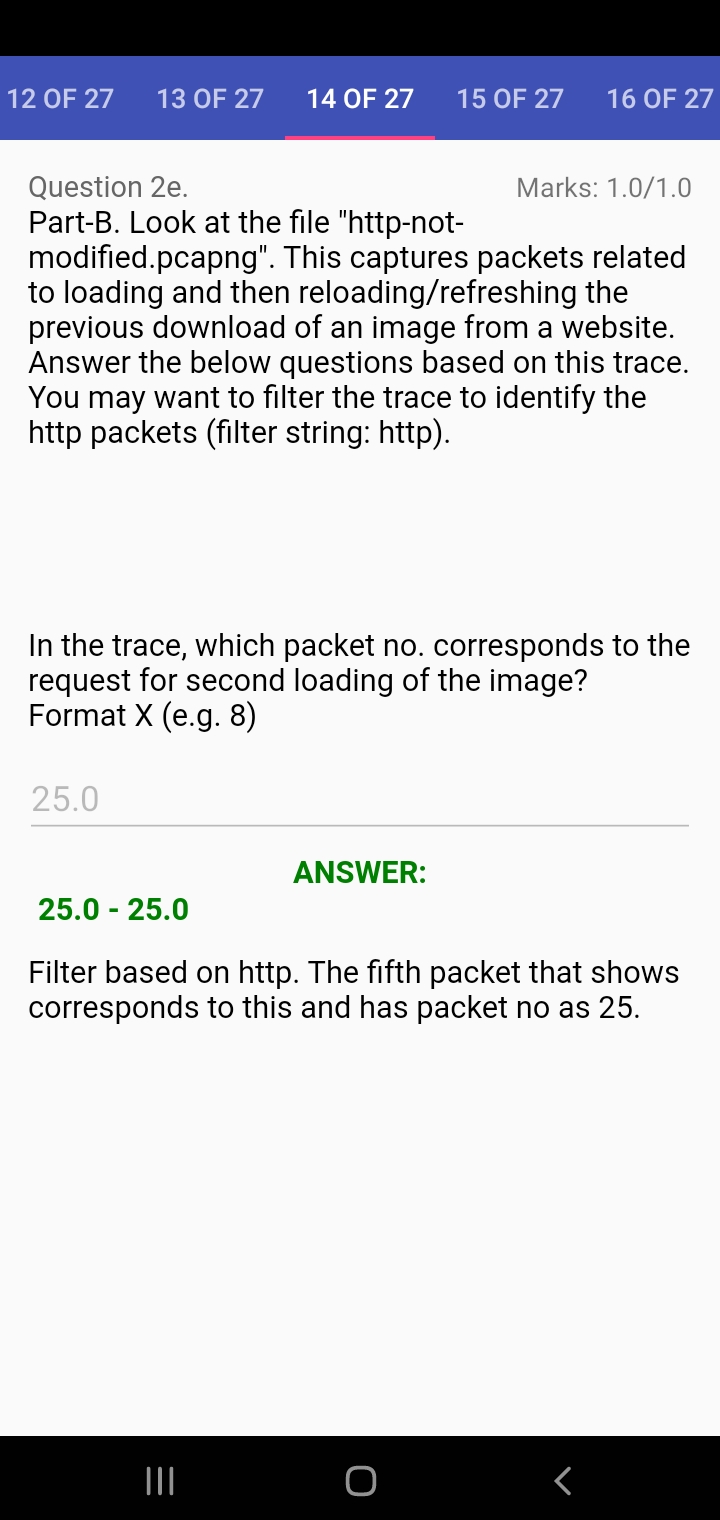 12 OF 27 13 OF 27 14 OF 27 15 OF 27 16 OF 27
Question 2e. Marks: 1.0/1.0
Part-B. Look at the file "http-not-
modified.pcapng". This captures packets related
to loading and then reloading/refreshing the
previous download of an image from a website.
Answer the below questions based on this trace.
You may want to filter the trace to identify the
http packets (filter string: http).
In the trace, which packet no. corresponds to the
request for second loading of the image?
Format X (e.g. 8)
25.0
ANSWER:
25.0 - 25.0
Filter based on http. The fifth packet that shows
corresponds to this and has packet no as 25.